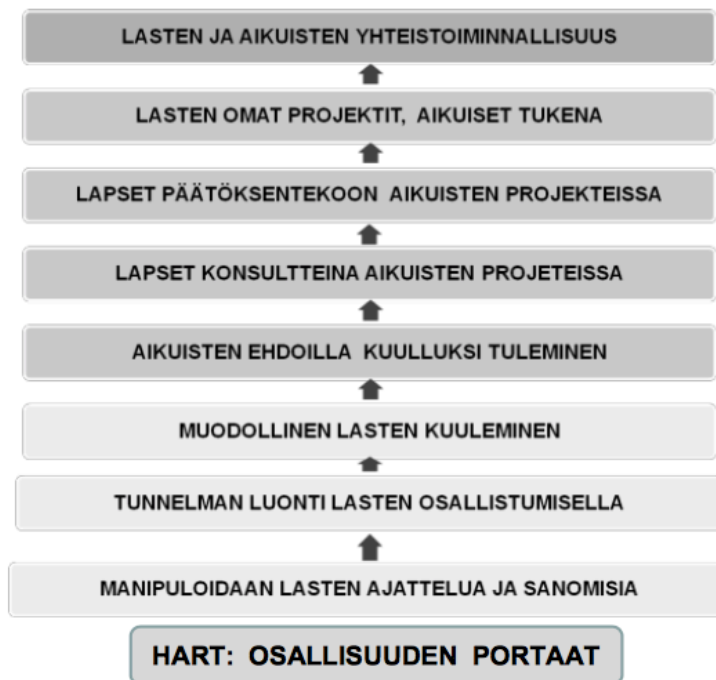 LASTEN JA AIKUISTEN YHTEISTOIMINNALLISUUS
LASTEN OMAT PROJEKTIT, AIKUISET TUKENA
LAPSET PÄÄTÖKSENTEKOON AIKUISTEN PROJEKTEISSA
LAPSET KONSULTTEINA AIKUISTEN PROJETEISSA
AIKUISTEN EHDOILLA KUULLUKSI TULEMINEN
MUODOLLINEN LASTEN KUULEMINEN
TUNNELMAN LUONTI LASTEN OSALLISTUMISELLA
MANIPULOIDAAN LASTEN AJATTELUA JA SANOMISIA
HART: OSALLISUUDEN PORTAAT